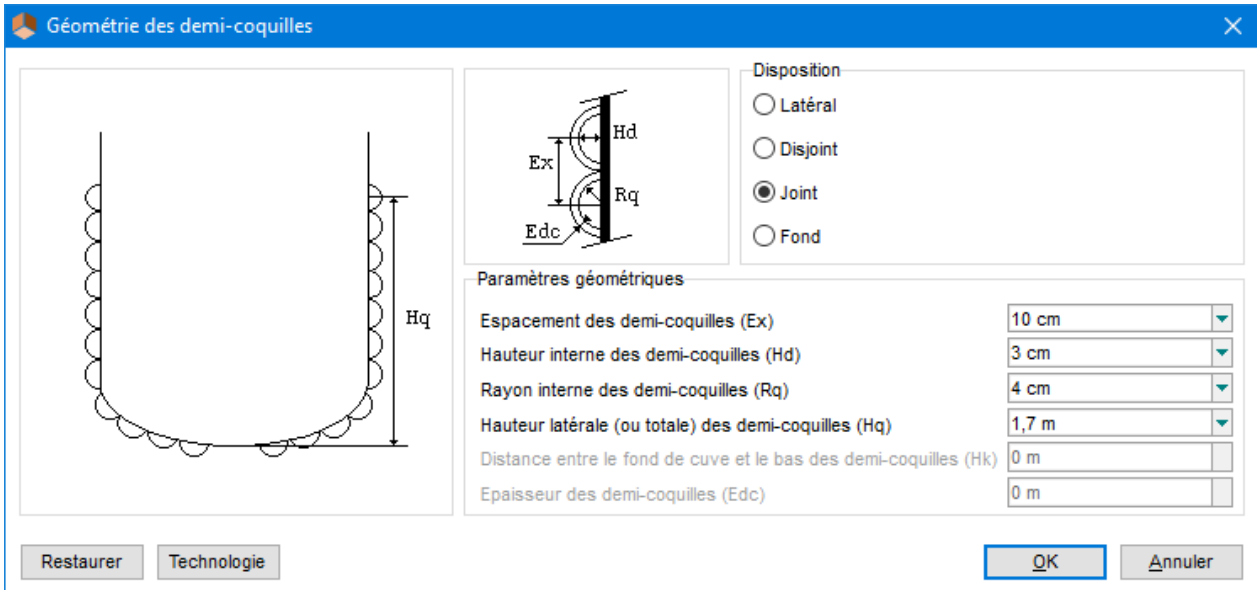 Géométrie des demi-coquilles
Hq
Hd
Ex
Rq
Edc
Disposition
Latéral
Disjoint
Joint
Fond
Paramètres géométriques
Espacement des demi-coquilles (Ex) 10 cm
Hauteur interne des demi-coquilles (Hd) 3 cm
Rayon interne des demi-coquilles (Rq) 4 cm
Hauteur latérale (ou totale) des demi-coquilles (Hq) 1,7 m
Distance entre le fond de cuve et le bas des demi-coquilles (Hk) 0 m
Epaisseur des demi-coquilles (Edc) 0 m
Restaurer Technologie OK Annuler